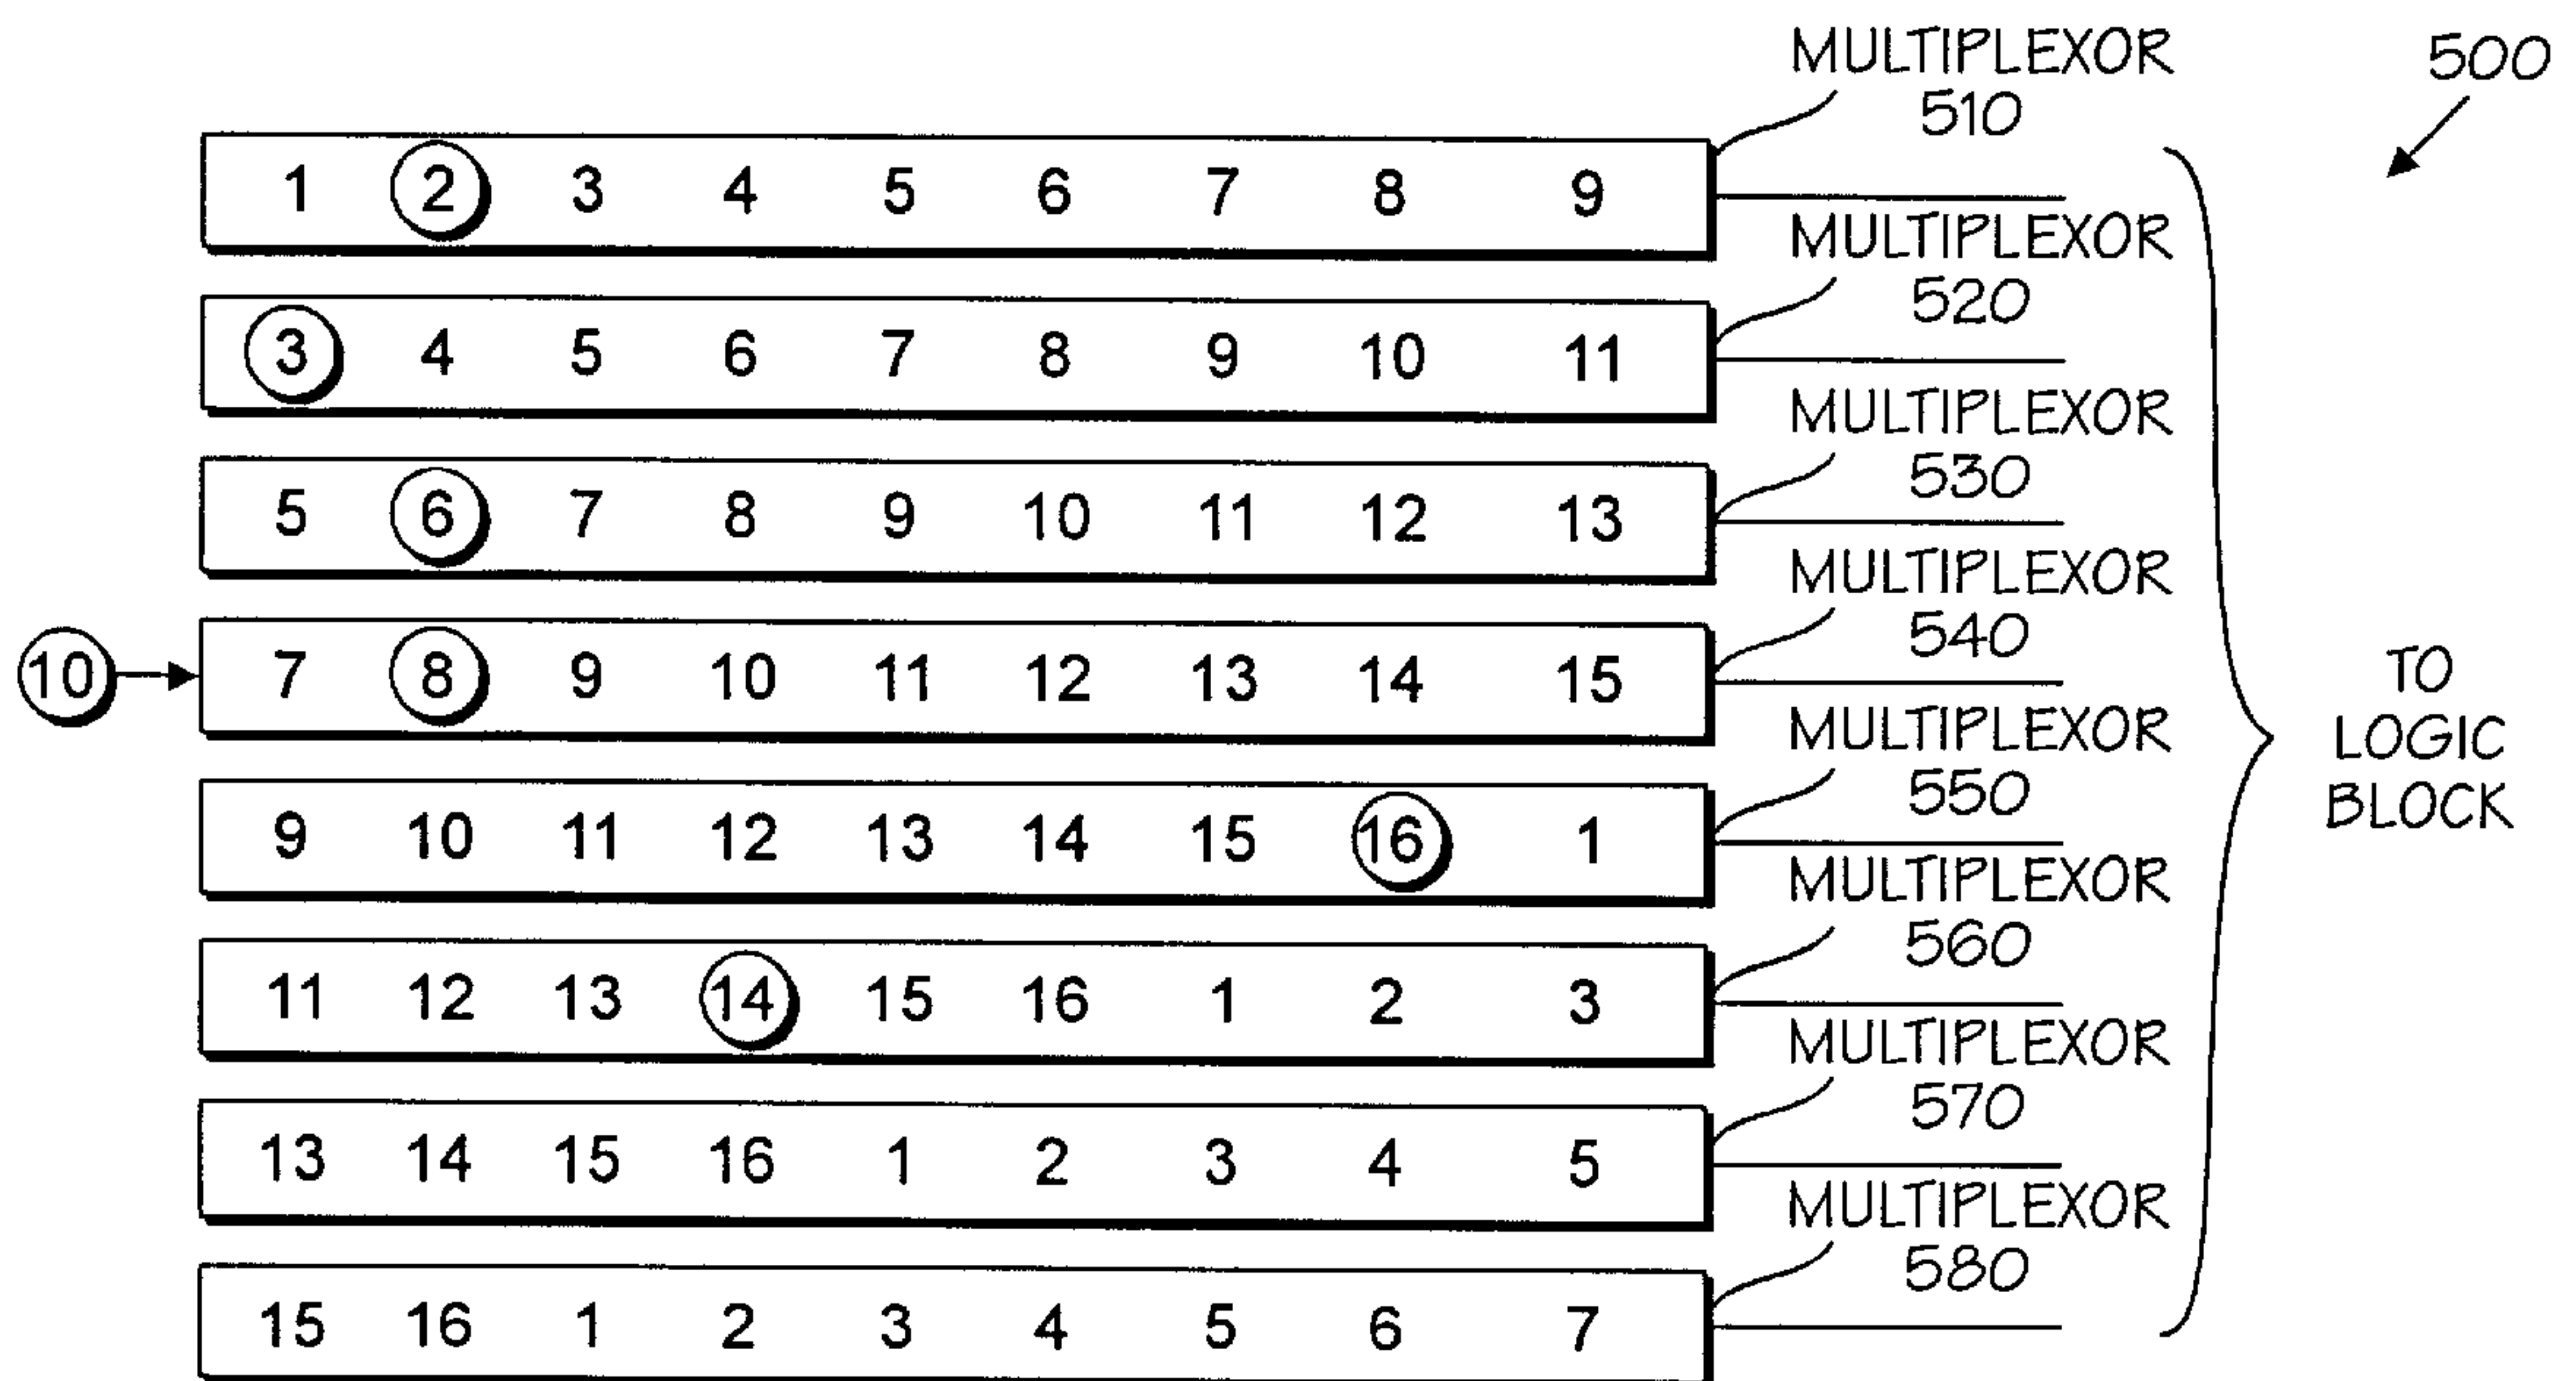 MULTIPLEXOR
510
500
1 2 3 4 5 6 7 8 9
MULTIPLEXOR
520
3 4 5 6 7 8 9 10 11
MULTIPLEXOR
530
5 6 7 8 9 10 11 12 13
MULTIPLEXOR
540
10 7 8 9 10 11 12 13 14 15
MULTIPLEXOR
550
9 10 11 12 13 14 15 16 1
MULTIPLEXOR
560
11 12 13 14 15 16 1 2 3
MULTIPLEXOR
570
13 14 15 16 1 2 3 4 5
MULTIPLEXOR
580
15 16 1 2 3 4 5 6 7
TO
LOGIC
BLOCK